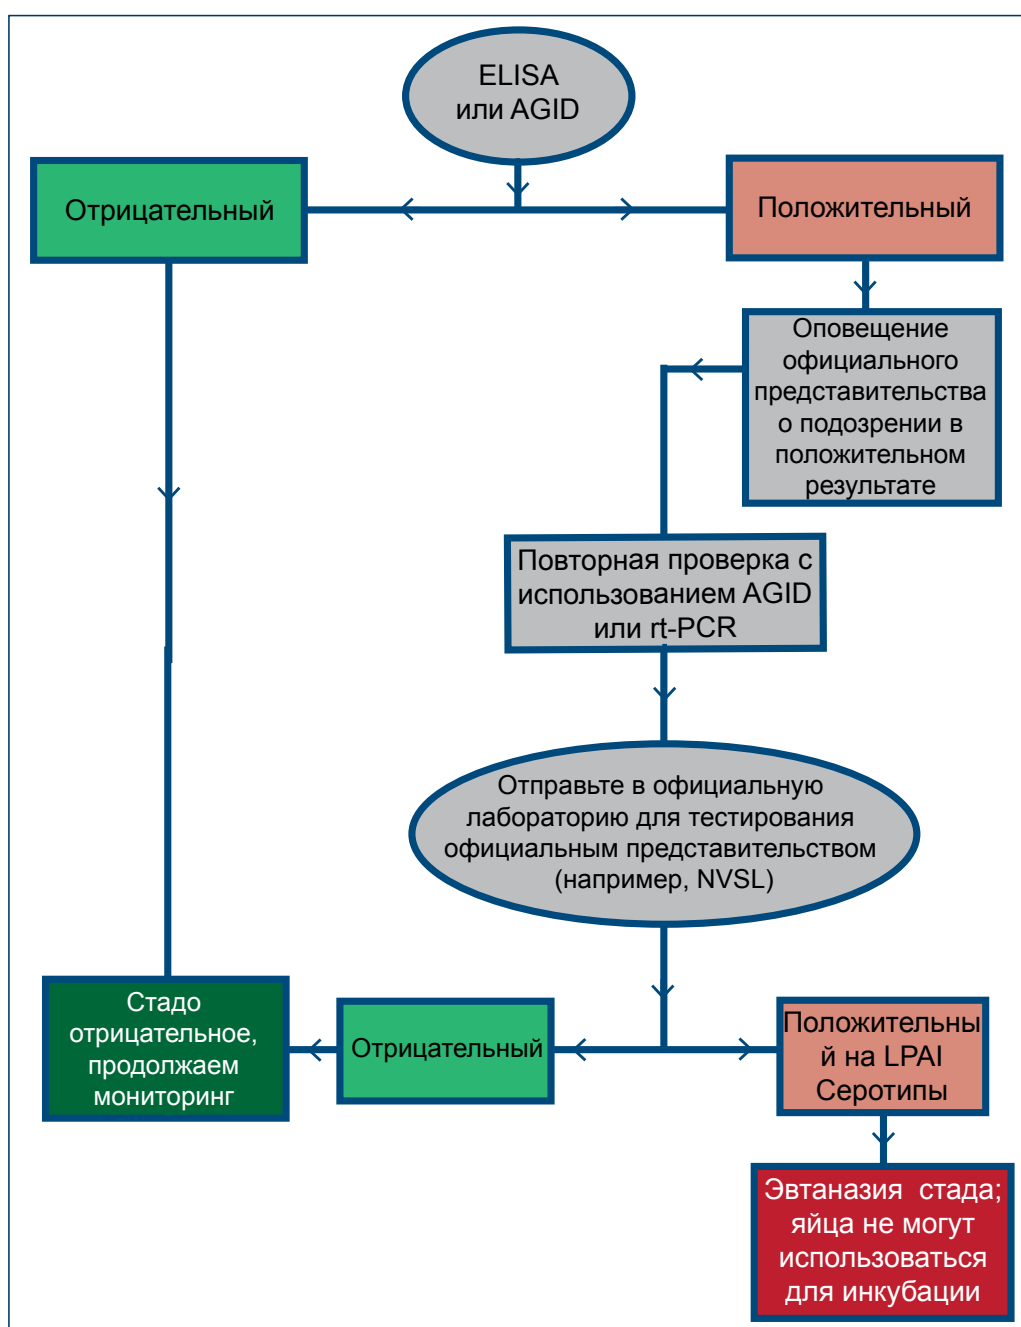 ELISA
или AGID
Отрицательный
Положительный
Оповещение
официального
представительства
о подозрении в
положительном
результате
Повторная проверка с
использованием AGID
или rt-PCR
Отправьте в официальную
лабораторию для тестирования
официальным представительством
(например, NVSL)
Стадо
отрицательное,
продолжаем
мониторинг
Отрицательный
Положительны
й на LPAI
Серотипы
Эвтаназия стада;
яйца не могут
использоваться
для инкубации